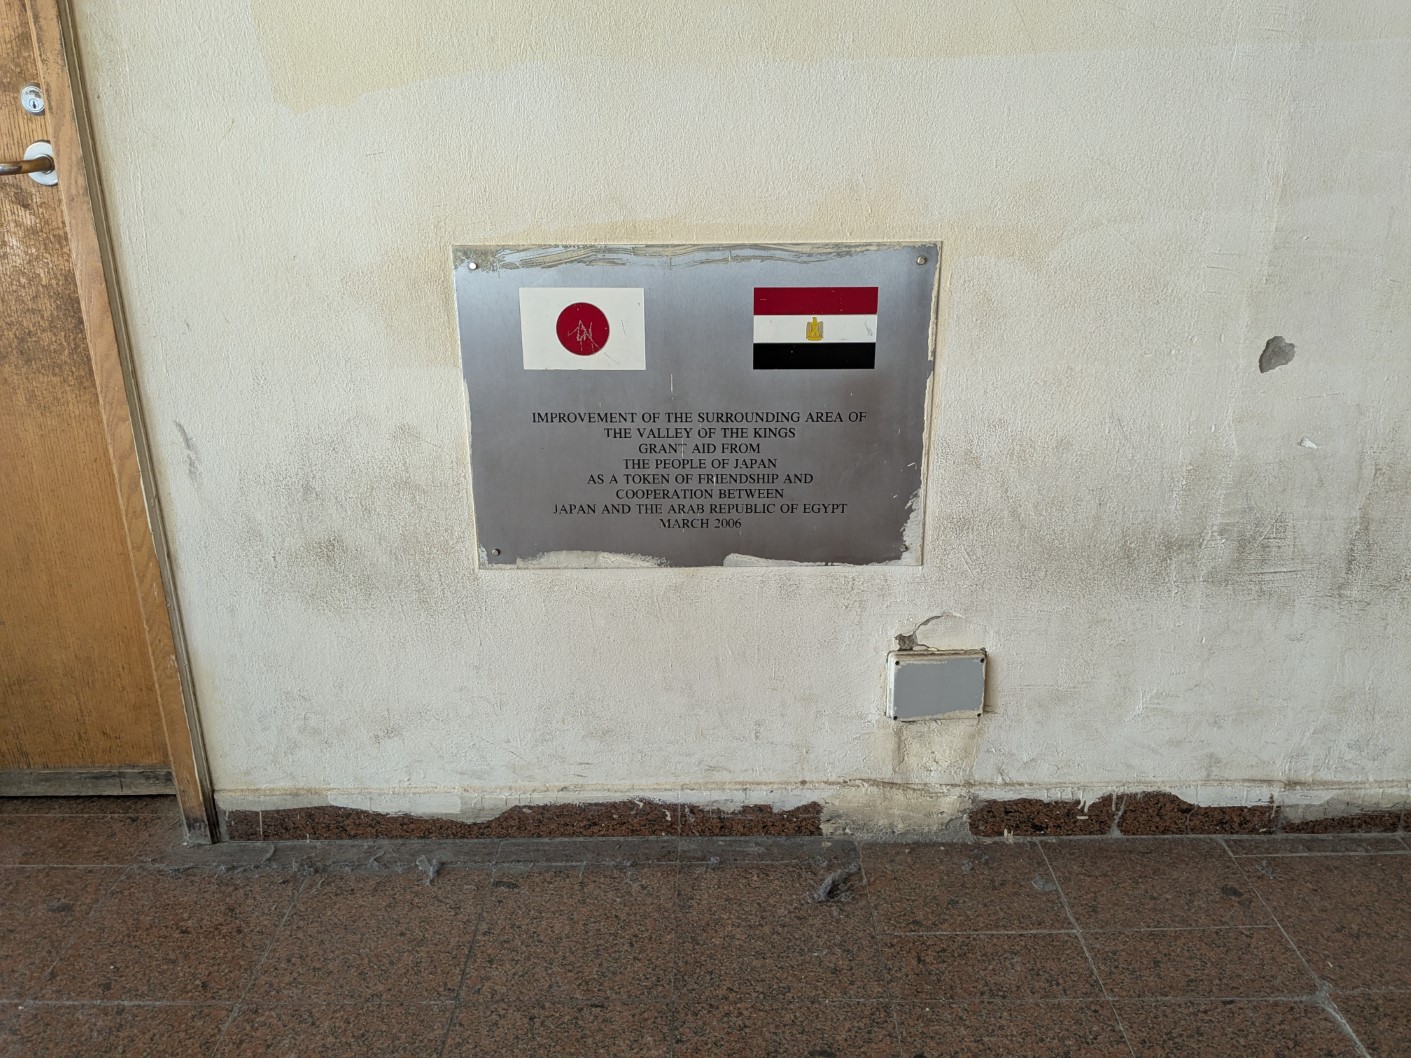 IMPROVEMENT OF THE SURROUNDING AREA OF
THE VALLEY OF THE KINGS
GRANT AID FROM
THE PEOPLE OF JAPAN
AS A TOKEN OF FRIENDSHIP AND
COOPERATION BETWEEN
JAPAN AND THE ARAB REPUBLIC OF EGYPT
MARCH 2006